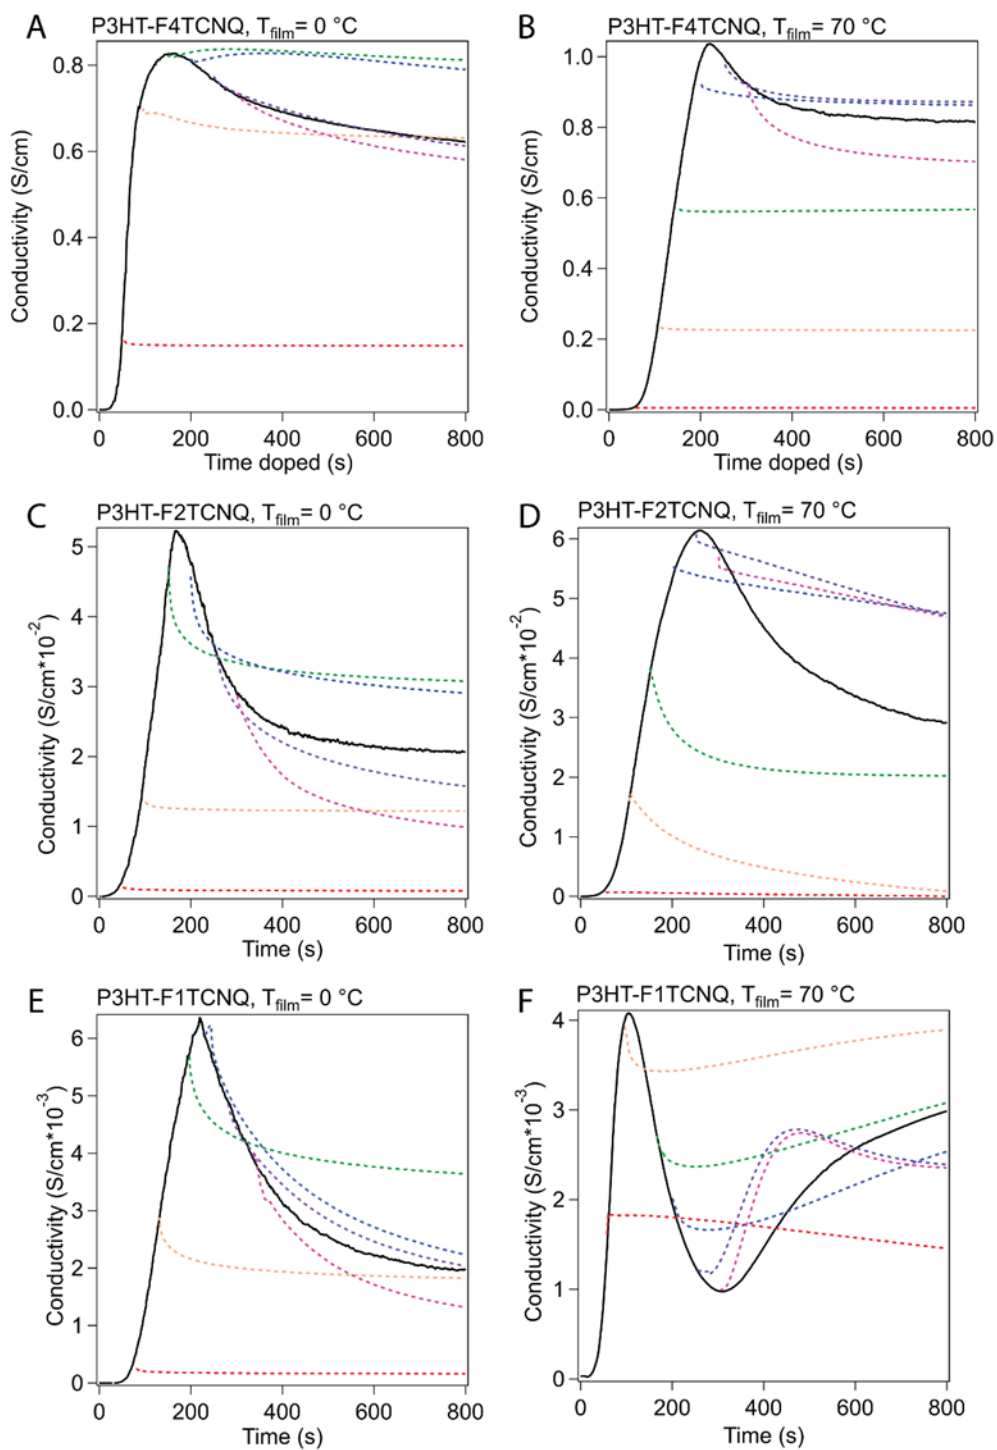 A
P3HT-F4TCNQ, Tfilm= 0 °C
Conductivity (S/cm)
0.8
0.6
0.4
0.2
0.0
0 200 400 600 800
Time doped (s)
B
P3HT-F4TCNQ, Tfilm= 70 °C
Conductivity (S/cm)
1.0
0.8
0.6
0.4
0.2
0.0
0 200 400 600 800
Time doped (s)
C
P3HT-F2TCNQ, Tfilm= 0 °C
Conductivity (S/cm*10-2)
5
4
3
2
1
0
0 200 400 600 800
Time (s)
D
P3HT-F2TCNQ, Tfilm= 70 °C
Conductivity (S/cm*10-2)
6
5
4
3
2
1
0
0 200 400 600 800
Time (s)
E
P3HT-F1TCNQ, Tfilm= 0 °C
Conductivity (S/cm*10-3)
6
5
4
3
2
1
0
0 200 400 600 800
Time (s)
F
P3HT-F1TCNQ, Tfilm= 70 °C
Conductivity (S/cm*10-3)
4
3
2
1
0
0 200 400 600 800
Time (s)